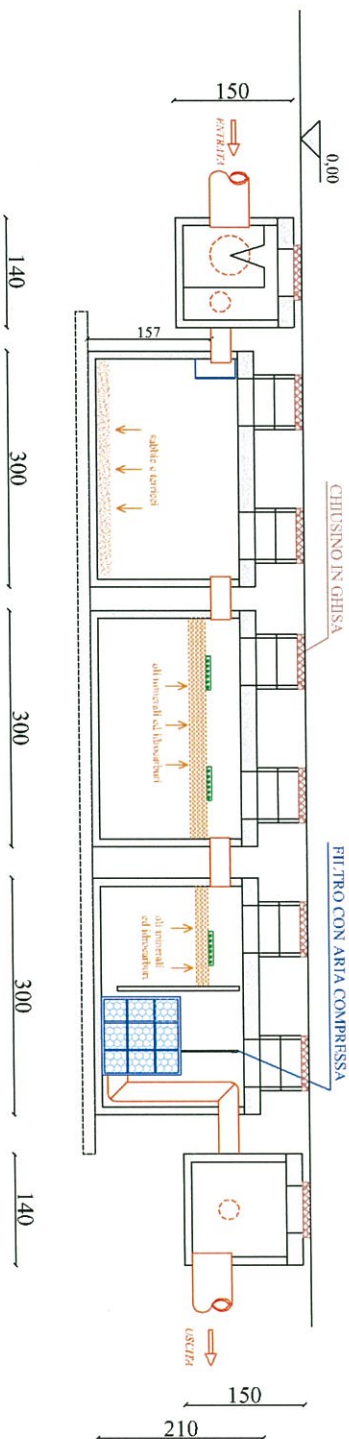 0,00
150
ENTRATA
CHIUSINO IN GHISA
FILTRO CON ARIA COMPRESSA
157
sabbie e terricci
oli minerali ed idrocarburi
oli minerali
ed idrocarburi
USCITA
150
210
140
300
300
300
140